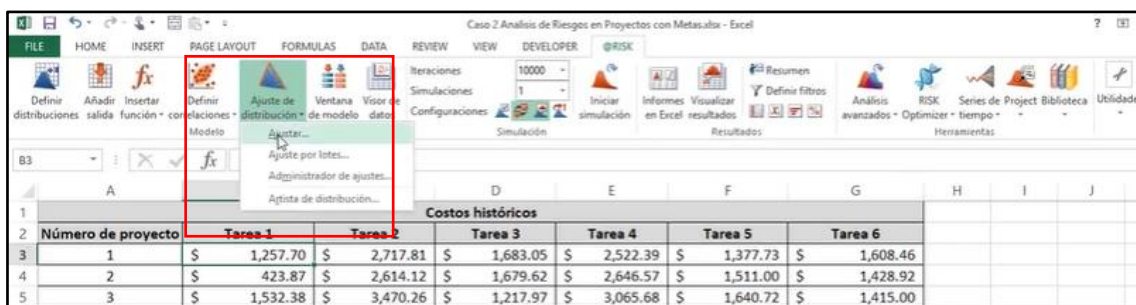 Caso 2 Analisis de Riesgos en Proyectos con Metas.xlsx - Excel
FILE HOME INSERT PAGE LAYOUT FORMULAS DATA REVIEW VIEW DEVELOPER @RISK
Definir distribuciones
Añadir salida
Insertar función
Definir correlaciones
Ajuste de distribución
Ventana de modelo
Visor de datos
Modelo
Iteraciones 10000
Simulaciones 1
Configuraciones
Iniciar simulación
Simulación
Informes en Excel
Visualizar resultados
Resumen
Definir filtros
Resultados
Análisis avanzados
RISK Optimizer
Series de tiempo
Project
Biblioteca
Herramientas
Utilidade
Ajustar...
Ajuste por lotes...
Administrador de ajustes...
Artista de distribución...
B3 fx
A D E F G H I J
1 Costos históricos
2 Número de proyecto Tarea 1 Tarea 2 Tarea 3 Tarea 4 Tarea 5 Tarea 6
3 1 $ 1,257.70 $ 2,717.81 $ 1,683.05 $ 2,522.39 $ 1,377.73 $ 1,608.46
4 2 $ 423.87 $ 2,614.12 $ 1,679.62 $ 2,646.57 $ 1,511.00 $ 1,428.92
5 3 $ 1,532.38 $ 3,470.26 $ 1,217.97 $ 3,065.68 $ 1,640.72 $ 1,415.00